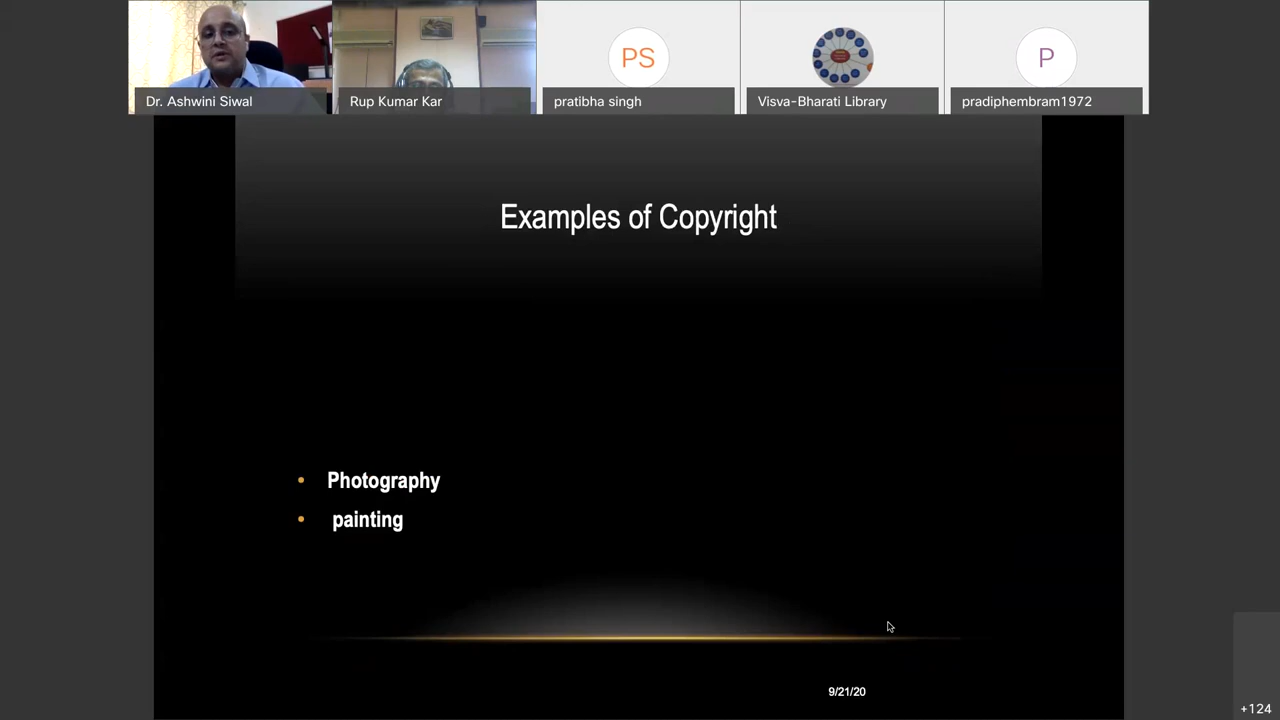 Dr. Ashwini Siwal
Rup Kumar Kar
PS
pratibha singh
Visva-Bharati Library
P
pradiphembram1972
Examples of Copyright
• Photography
• painting
9/21/20
+124